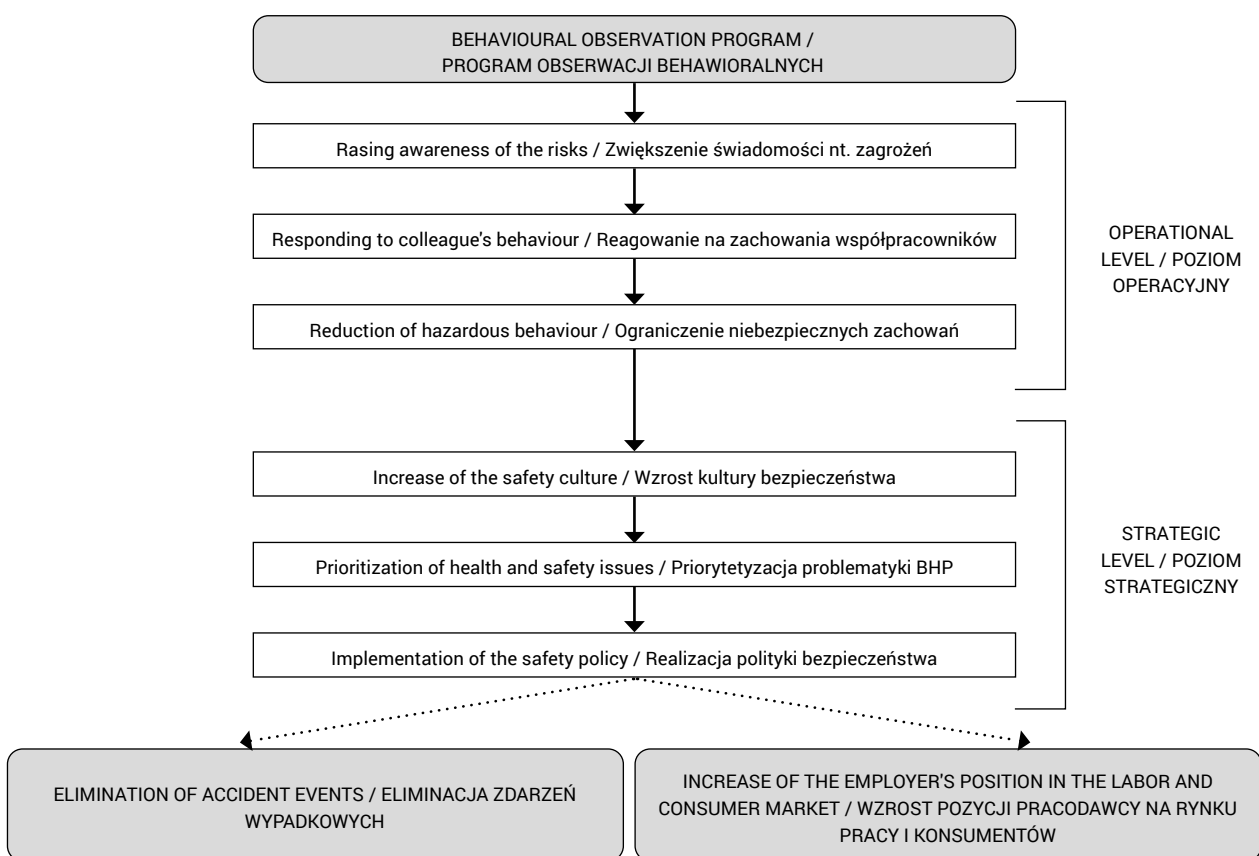 BEHAVIOURAL OBSERVATION PROGRAM /
PROGRAM OBSERWACJI BEHAWIORALNYCH
Rasing awareness of the risks / Zwiększenie świadomości nt. zagrożeń
Responding to colleague's behaviour / Reagowanie na zachowania współpracowników
Reduction of hazardous behaviour / Ograniczenie niebezpiecznych zachowań
OPERATIONAL
LEVEL / POZIOM
OPERACYJNY
Increase of the safety culture / Wzrost kultury bezpieczeństwa
Prioritization of health and safety issues / Priorytetyzacja problematyki BHP
Implementation of the safety policy / Realizacja polityki bezpieczeństwa
STRATEGIC
LEVEL / POZIOM
STRATEGICZNY
ELIMINATION OF ACCIDENT EVENTS / ELIMINACJA ZDARZEŃ
WYPADKOWYCH
INCREASE OF THE EMPLOYER'S POSITION IN THE LABOR AND
CONSUMER MARKET / WZROST POZYCJI PRACODAWCY NA RYNKU
PRACY I KONSUMENTÓW